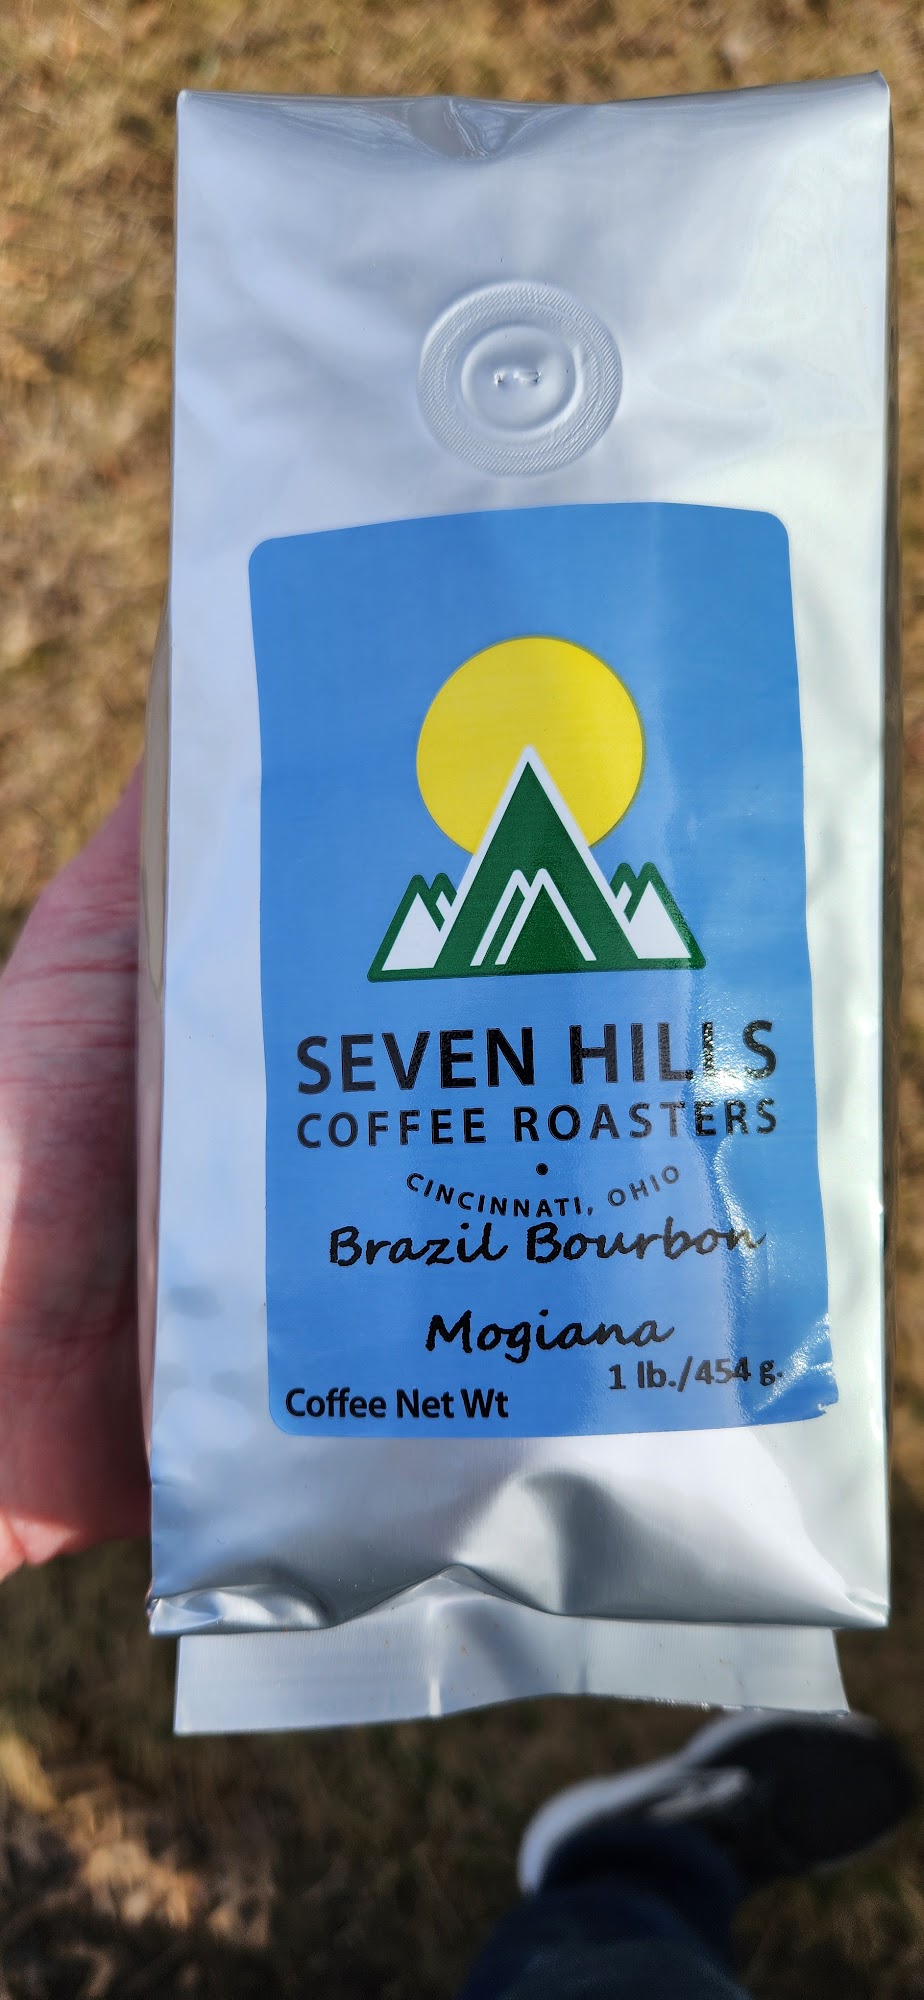 SEVEN HILLS
COFFEE ROASTERS
•
CINCINNATI, OHIO
Brazil Bourbon
Mogiana
1 lb./454 g.
Coffee Net Wt